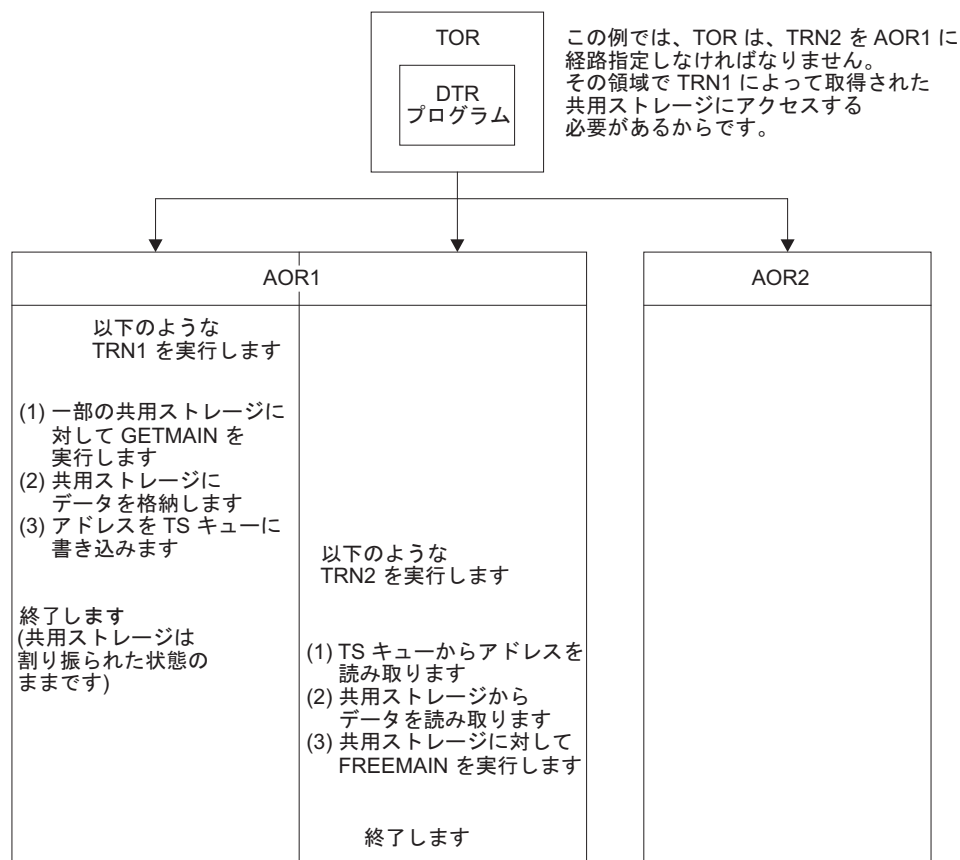 TOR
DTR
プログラム
この例では、TOR は、TRN2 を AOR1 に
経路指定しなければなりません。
その領域で TRN1 によって取得された
共用ストレージにアクセスする
必要があるからです。
AOR1
以下のような
TRN1 を実行します
(1) 一部の共用ストレージに
対して GETMAIN を
実行します
(2) 共用ストレージに
データを格納します
(3) アドレスを TS キューに
書き込みます
終了します
(共用ストレージは
割り振られた状態の
ままです)
以下のような
TRN2 を実行します
(1) TS キューからアドレスを
読み取ります
(2) 共用ストレージから
データを読み取ります
(3) 共用ストレージに対して
FREEMAIN を実行します
終了します
AOR2